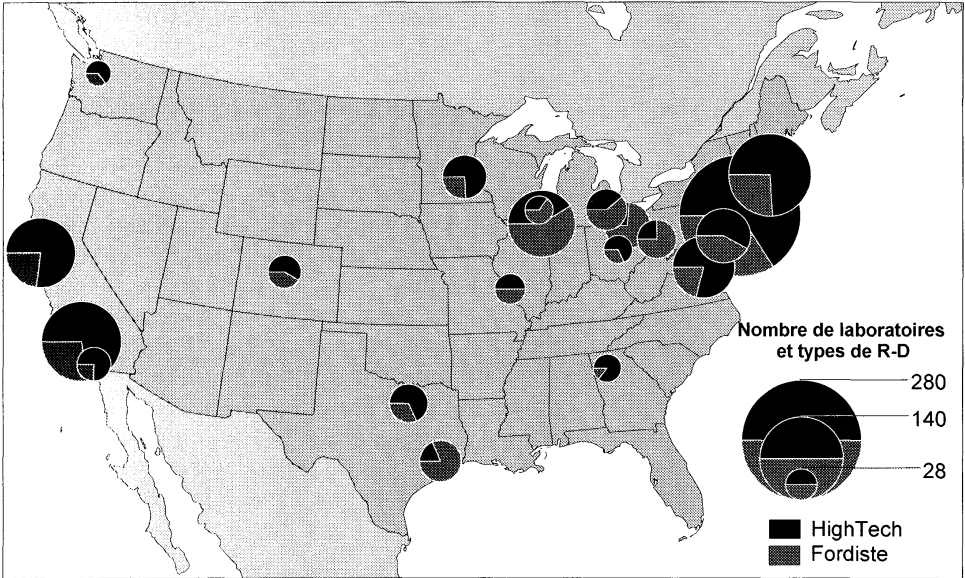 Nombre de laboratoires
et types de R-D
280
140
28
HighTech
Fordiste